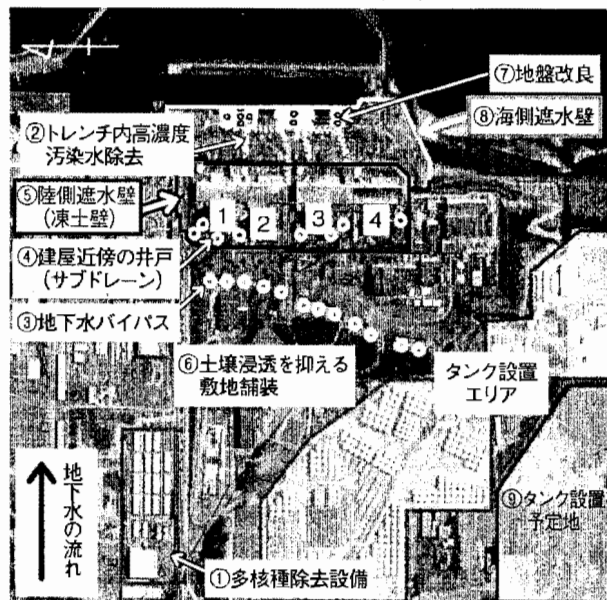 ⑦地盤改良
⑧海側遮水壁
②トレンチ内高濃度
汚染水除去
⑤陸側遮水壁
(凍土壁)
1 2 3 4
④建屋近傍の井戸
(サブドレーン)
③地下水バイパス
⑥土壌浸透を抑える
敷地舗装
タンク設置
エリア
地下水の流れ
⑨タンク設置
予定地
①多核種除去設備